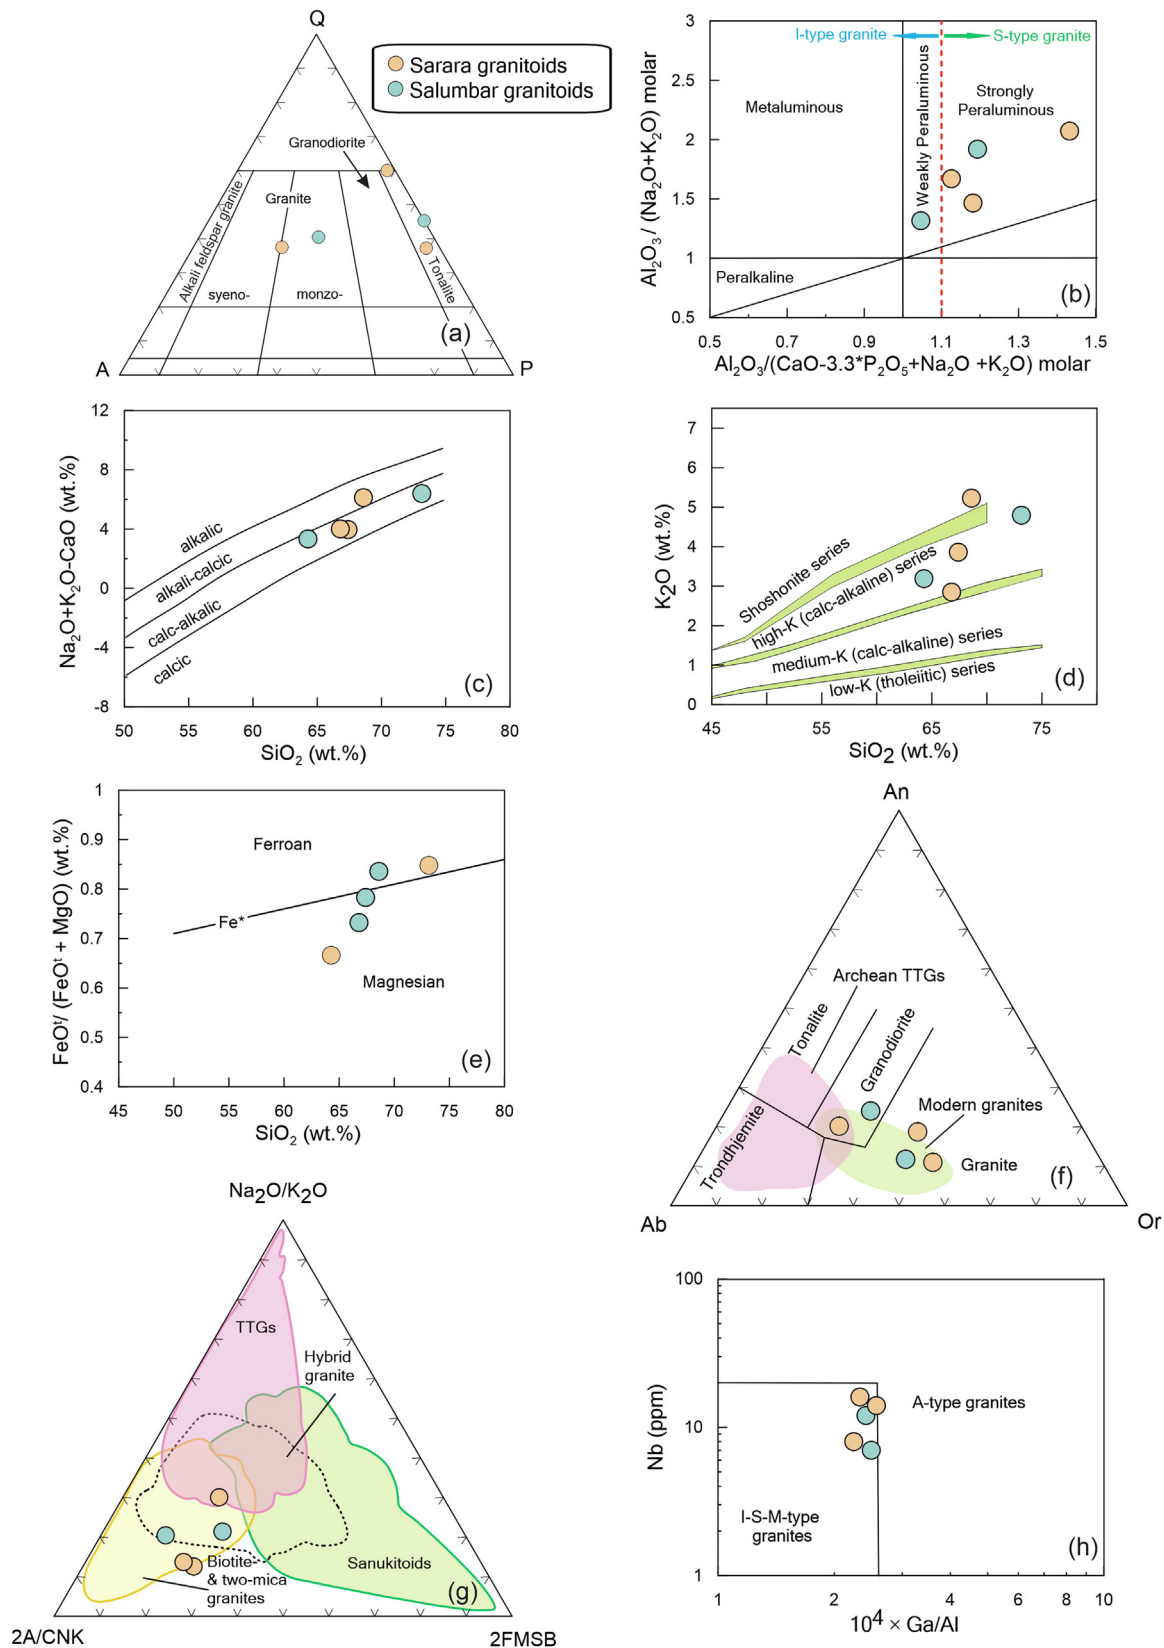 Q
Sarara granitoids
Salumbar granitoids
Granodiorite
Alkali feldspar granite
Granite
syeno-
monzo-
Tonalite
(a)
A
P
3
2.5
2
1.5
1
0.5
Al₂O₃ / (Na₂O+K₂O) molar
I-type granite
S-type granite
Metaluminous
Weakly Peraluminous
Strongly
Peraluminous
Peralkaline
(b)
0.5 0.7 0.9 1.1 1.3 1.5
Al₂O₃/(CaO-3.3*P₂O₅+Na₂O +K₂O) molar
12
8
4
0
-4
-8
Na₂O+K₂O-CaO (wt.%)
alkalic
alkali-calcic
calc-alkalic
calcic
(c)
50 55 60 65 70 75 80
SiO₂ (wt.%)
7
6
5
4
3
2
1
0
K₂O (wt.%)
Shoshonite series
high-K (calc-alkaline) series
medium-K (calc-alkaline) series
low-K (tholeiitic) series
(d)
45 55 65 75
SiO₂ (wt.%)
1
0.9
0.8
0.7
0.6
0.5
0.4
FeOᵗ/ (FeOᵗ + MgO) (wt.%)
Ferroan
Fe*
Magnesian
(e)
45 50 55 60 65 70 75 80
SiO₂ (wt.%)
An
Archean TTGs
Tonalite
Granodiorite
Trondhjemite
Modern granites
Granite
(f)
Ab
Or
Na₂O/K₂O
TTGs
Hybrid
granite
Sanukitoids
Biotite
& two-mica
granites
(g)
2A/CNK
2FMSB
100
10
1
Nb (ppm)
A-type granites
I-S-M-type
granites
(h)
1 2 4 6 8 10
10⁴ × Ga/Al